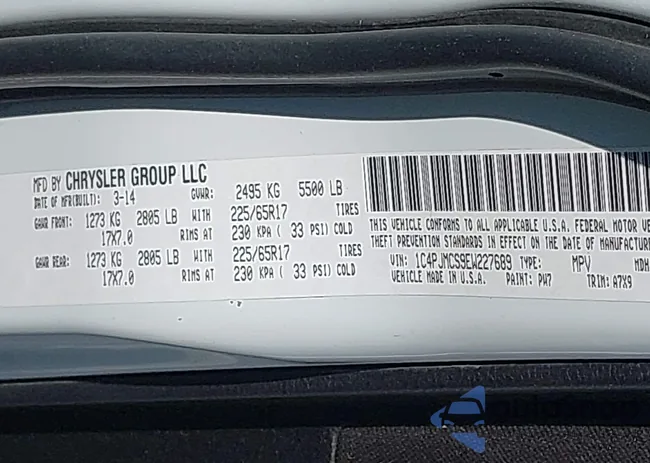 MFD BY CHRYSLER GROUP LLC
DATE OF MFR(BUILT): 3-14 GVWR: 2495 KG 5500 LB
GAWR FRONT: 1273 KG 2805 LB WITH 225/65R17 TIRES
17X7.0 RIMS AT 230 KPA ( 33 PSI) COLD
GAWR REAR: 1273 KG 2805 LB WITH 225/65R17 TIRES
17X7.0 RIMS AT 230 KPA ( 33 PSI) COLD
THIS VEHICLE CONFORMS TO ALL APPLICABLE U.S.A. FEDERAL MOTOR VE
THEFT PREVENTION STANDARDS IN EFFECT ON THE DATE OF MANUFACTURE
VIN: 1C4PJMCS9EW227689 TYPE: MPV MDH
VEHICLE MADE IN U.S.A. PAINT: PW7 TRIM: A7X9